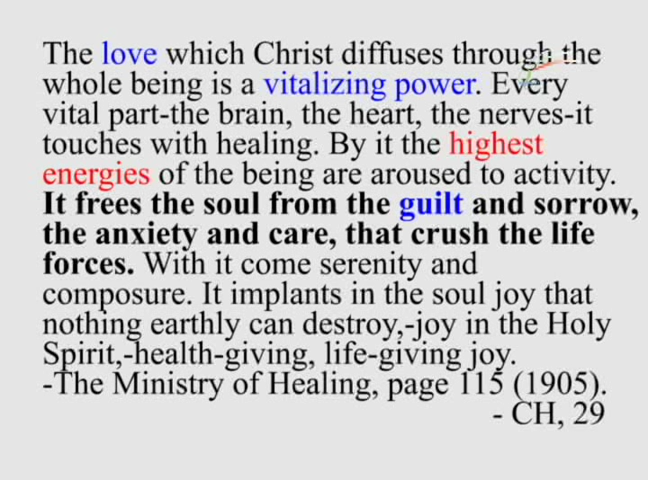 The love which Christ diffuses through the
whole being is a vitalizing power. Every
vital part-the brain, the heart, the nerves-it
touches with healing. By it the highest
energies of the being are aroused to activity.
It frees the soul from the guilt and sorrow,
the anxiety and care, that crush the life
forces. With it come serenity and
composure. It implants in the soul joy that
nothing earthly can destroy,-joy in the Holy
Spirit,-health-giving, life-giving joy.
-The Ministry of Healing, page 115 (1905).
- CH, 29